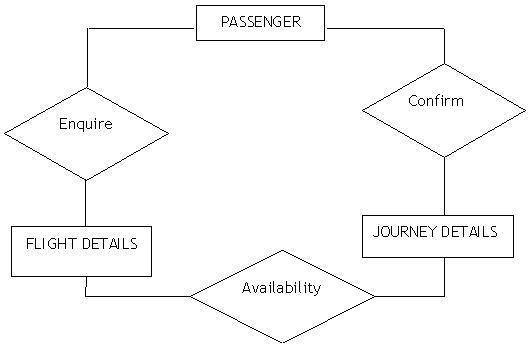 PASSENGER
Confirm
Enquire
JOURNEY DETAILS
FLIGHT DETAILS
Availability